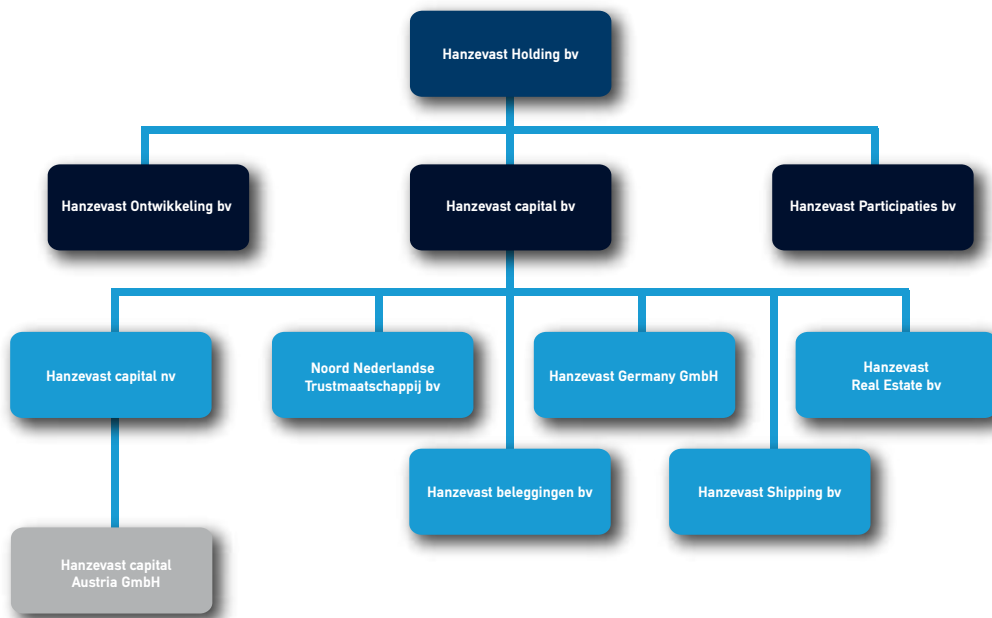 Hanzevast Holding bv
Hanzevast Ontwikkeling bv
Hanzevast capital bv
Hanzevast Participaties bv
Hanzevast capital nv
Noord Nederlandse
Trustmaatschappij bv
Hanzevast Germany GmbH
Hanzevast
Real Estate bv
Hanzevast beleggingen bv
Hanzevast Shipping bv
Hanzevast capital
Austria GmbH